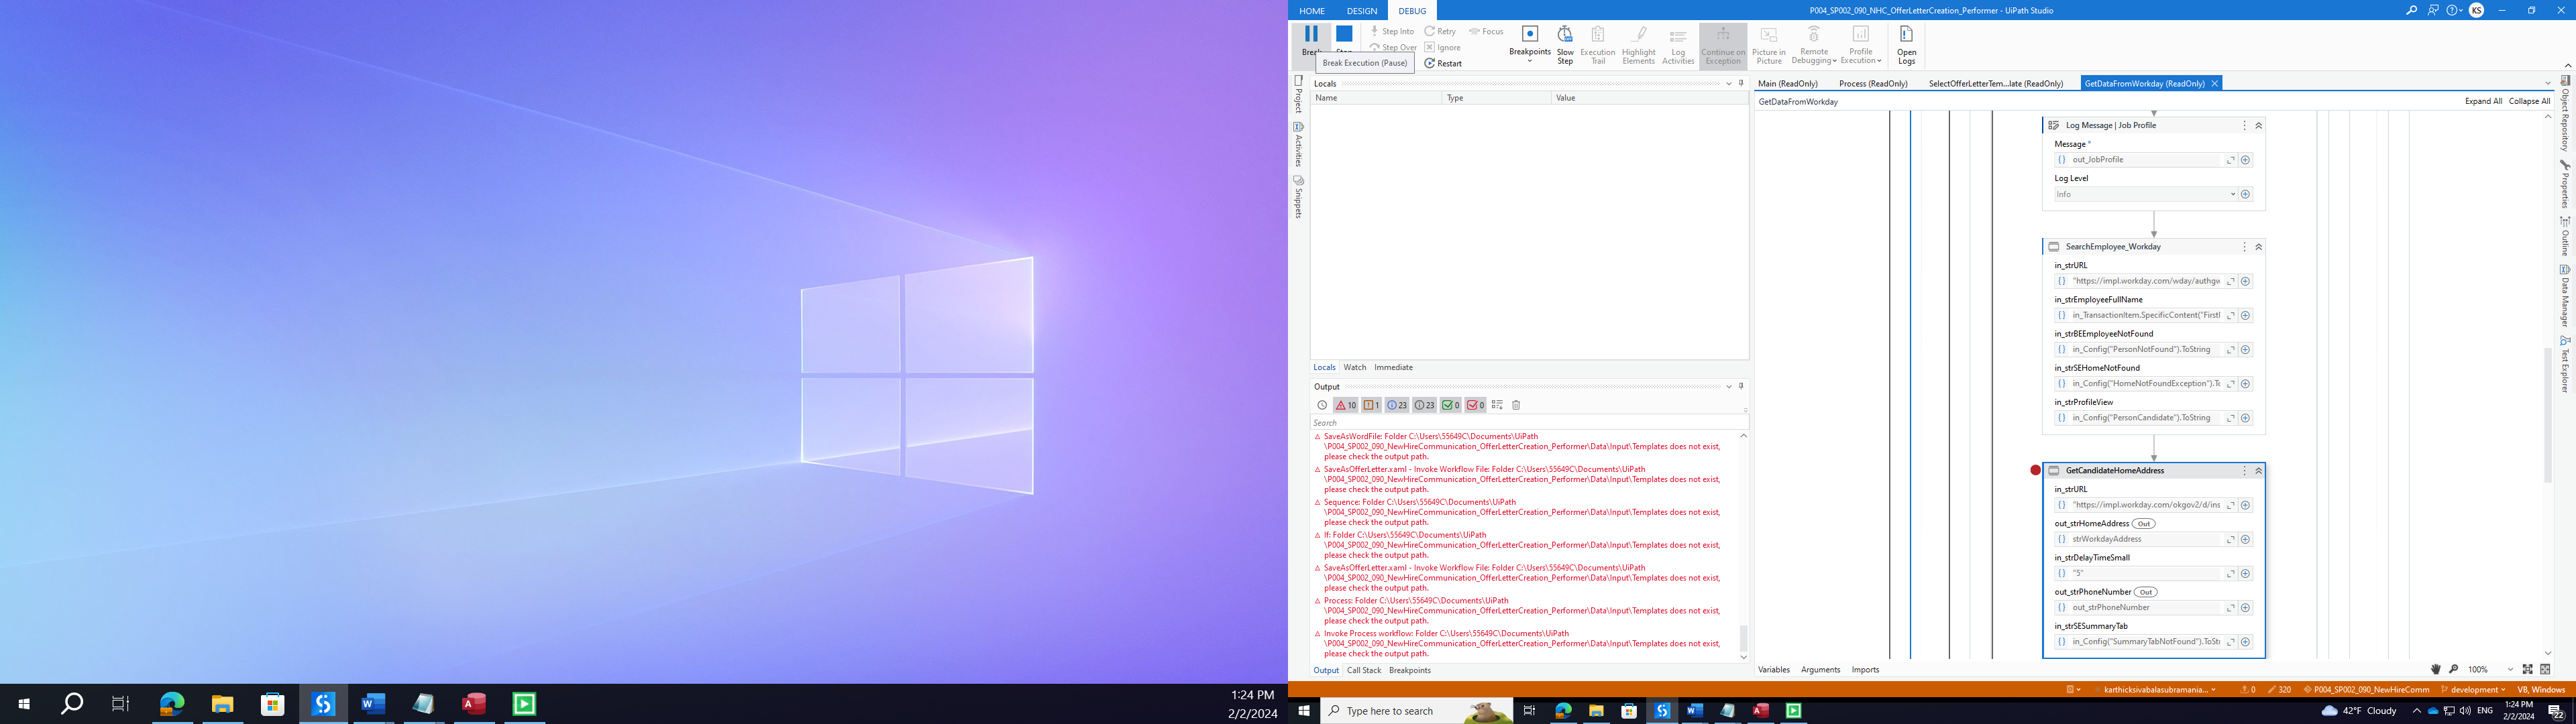 HOME DESIGN DEBUG
P004_SP002_090_NHC_OfferLetterCreation_Performer - UiPath Studio
KS
Break
Step Into
Retry
Focus
Step Over
Ignore
Restart
Break Execution (Pause)
Breakpoints
Slow Step
Execution Trail
Highlight Elements
Log Activities
Continue on Exception
Picture in Picture
Remote Debugging
Profile Execution
Open Logs
Project
Activities
Snippets
Locals
Name Type Value
Locals Watch Immediate
Output
10 1 23 23 0 0
Search
SaveAsWordFile: Folder C:\Users\55649C\Documents\UiPath
\P004_SP002_090_NewHireCommunication_OfferLetterCreation_Performer\Data\Input\Templates does not exist,
please check the output path.
SaveAsOfferLetter.xaml - Invoke Workflow File: Folder C:\Users\55649C\Documents\UiPath
\P004_SP002_090_NewHireCommunication_OfferLetterCreation_Performer\Data\Input\Templates does not exist,
please check the output path.
Sequence: Folder C:\Users\55649C\Documents\UiPath
\P004_SP002_090_NewHireCommunication_OfferLetterCreation_Performer\Data\Input\Templates does not exist,
please check the output path.
If: Folder C:\Users\55649C\Documents\UiPath
\P004_SP002_090_NewHireCommunication_OfferLetterCreation_Performer\Data\Input\Templates does not exist,
please check the output path.
SaveAsOfferLetter.xaml - Invoke Workflow File: Folder C:\Users\55649C\Documents\UiPath
\P004_SP002_090_NewHireCommunication_OfferLetterCreation_Performer\Data\Input\Templates does not exist,
please check the output path.
Process: Folder C:\Users\55649C\Documents\UiPath
\P004_SP002_090_NewHireCommunication_OfferLetterCreation_Performer\Data\Input\Templates does not exist,
please check the output path.
Invoke Process workflow: Folder C:\Users\55649C\Documents\UiPath
\P004_SP002_090_NewHireCommunication_OfferLetterCreation_Performer\Data\Input\Templates does not exist,
please check the output path.
Output Call Stack Breakpoints
Main (ReadOnly) Process (ReadOnly) SelectOfferLetterTem...late (ReadOnly) GetDataFromWorkday (ReadOnly)
GetDataFromWorkday
Expand All Collapse All
Log Message | Job Profile
Message *
out_JobProfile
Log Level
Info
SearchEmployee_Workday
in_strURL
"https://impl.workday.com/wday/authgw
in_strEmployeeFullName
in_TransactionItem.SpecificContent("First
in_strBEEmployeeNotFound
in_Config("PersonNotFound").ToString
in_strSEHomeNotFound
in_Config("HomeNotFoundException").To
in_strProfileView
in_Config("PersonCandidate").ToString
GetCandidateHomeAddress
in_strURL
"https://impl.workday.com/okgov2/d/ins
out_strHomeAddress Out
strWorkdayAddress
in_strDelayTimeSmall
"5"
out_strPhoneNumber Out
out_strPhoneNumber
in_strSESummaryTab
in_Config("SummaryTabNotFound").ToStr
Variables Arguments Imports
100%
Object Repository
Properties
Outline
Data Manager
Test Explorer
karthicksivabalasubramania...
0
320
P004_SP002_090_NewHireComm
development
VB, Windows
1:24 PM
2/2/2024
Type here to search
42°F Cloudy
ENG
1:24 PM
2/2/2024
22